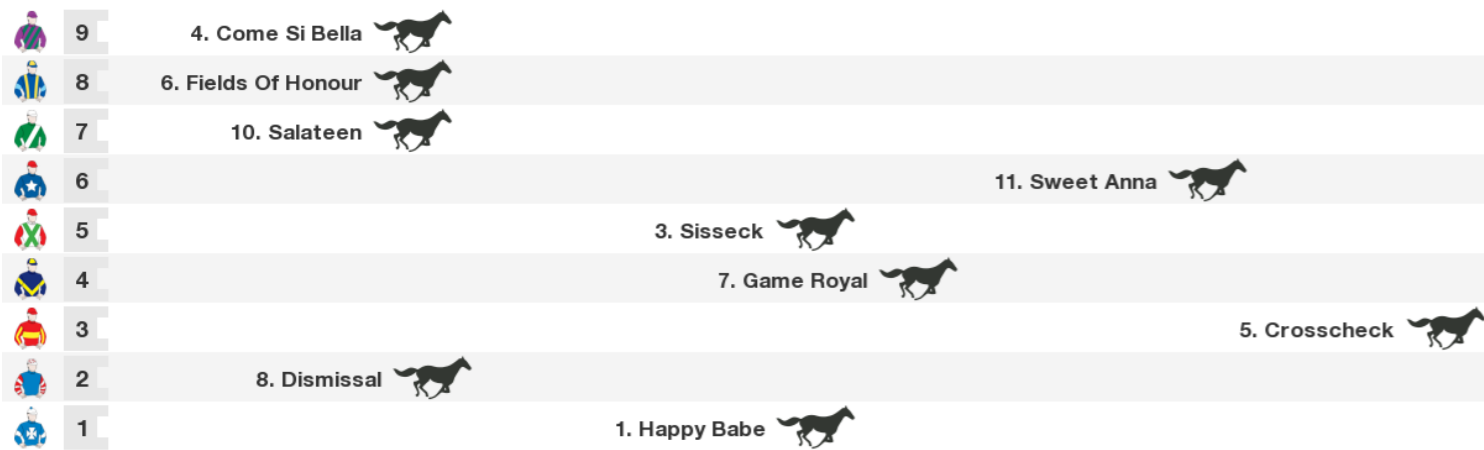 9 4. Come Si Bella
8 6. Fields Of Honour
7 10. Salateen
6 11. Sweet Anna
5 3. Sisseck
4 7. Game Royal
3 5. Crosscheck
2 8. Dismissal
1 1. Happy Babe